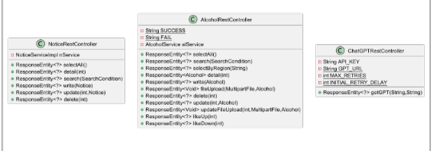 C NoticeRestController
NoticeServiceImpl nService
ResponseEntity<?> selectAll()
ResponseEntity<?> detail(int)
ResponseEntity<?> search(SearchCondition)
ResponseEntity<?> write(Notice)
ResponseEntity<?> update(int,Notice)
ResponseEntity<?> delete(int)
C AlcoholRestController
String SUCCESS
String FAIL
AlcoholService aiService
ResponseEntity<?> selectAll()
ResponseEntity<?> search(SearchCondition)
ResponseEntity<?> selectByRegion(String)
ResponseEntity<Alcohol> detail(int)
ResponseEntity<?> write(Alcohol)
ResponseEntity<Void> fileUpload(MultipartFile,Alcohol)
ResponseEntity<?> delete(int)
ResponseEntity<?> update(int,Alcohol)
ResponseEntity<Void> updateFileUpload(int,MultipartFile,Alcohol)
ResponseEntity<?> likeUp(int)
ResponseEntity<?> likeDown(int)
C ChatGPTRestController
String API_KEY
String GPT_URL
int MAX_RETRIES
int INITIAL_RETRY_DELAY
ResponseEntity<?> getGPT(String,String)